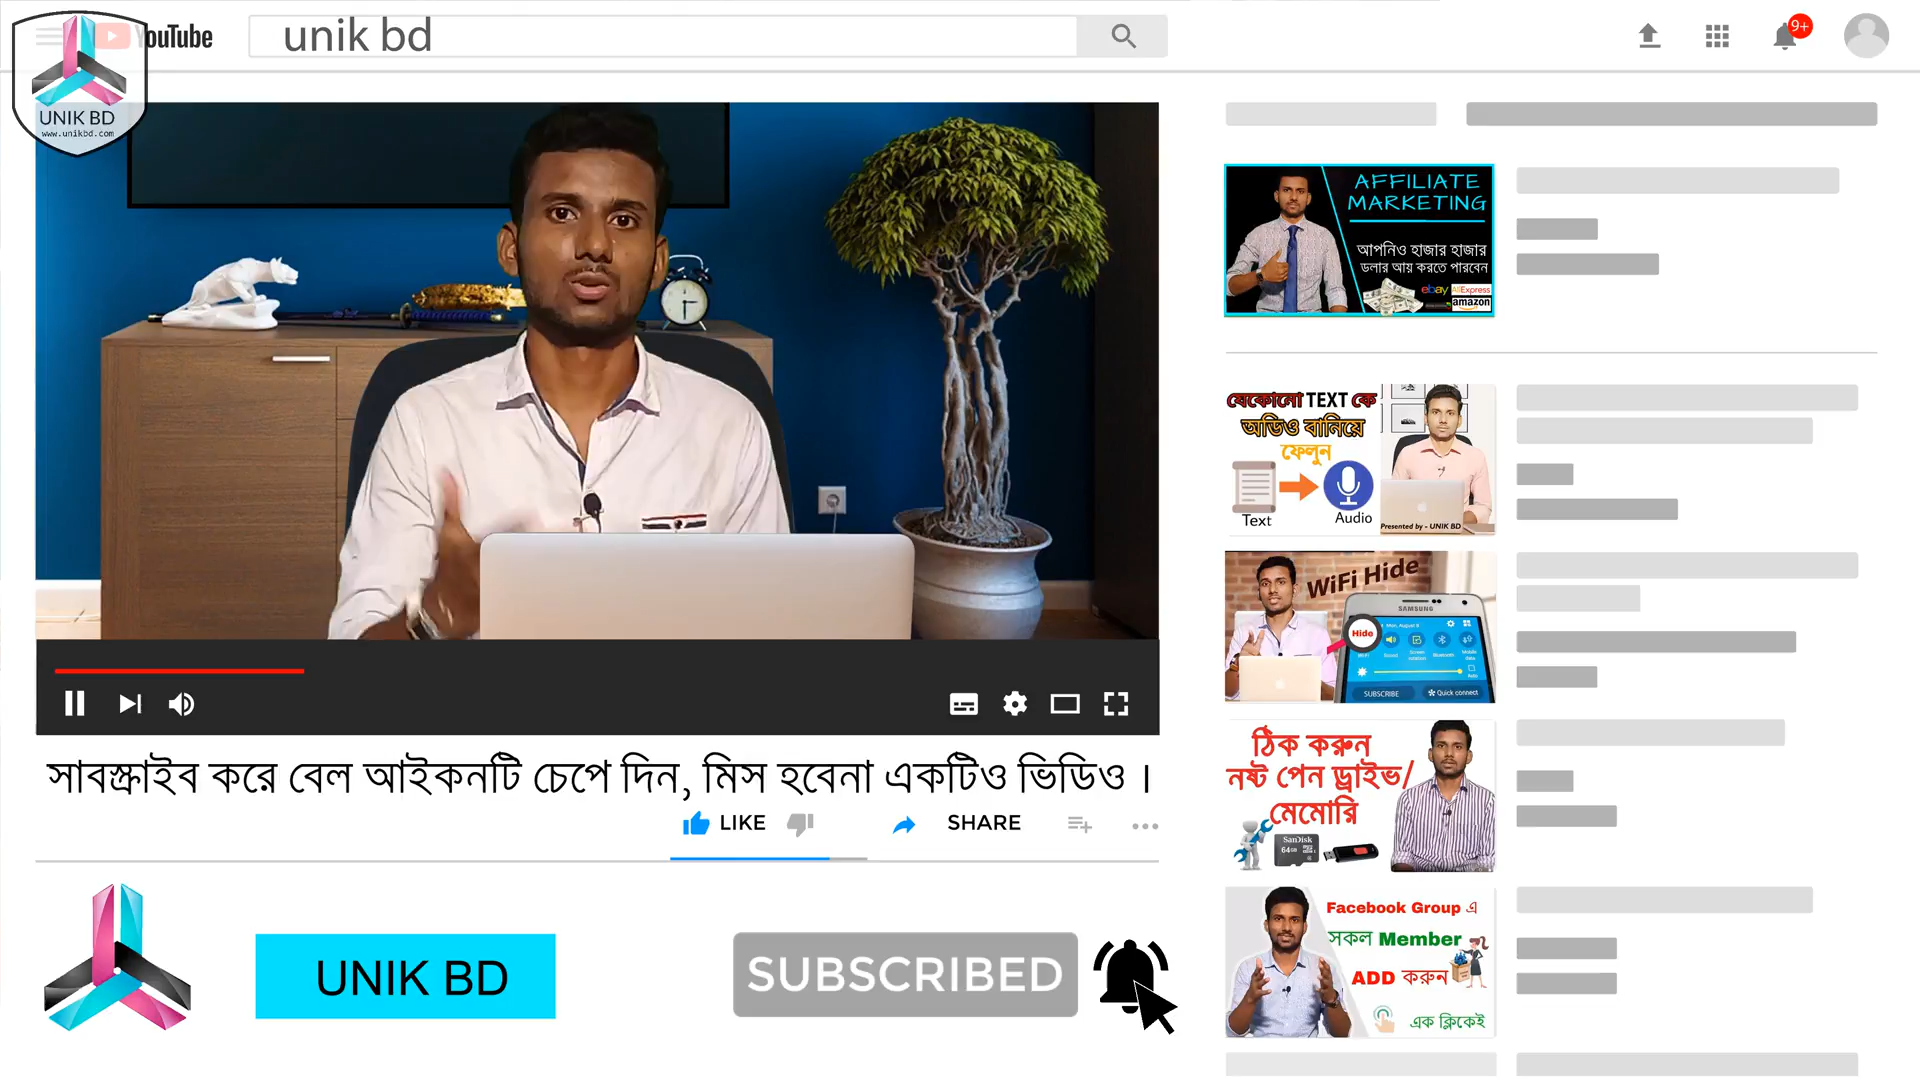 YouTube
unik bd
9+
UNIK BD
www.unikbd.com
AFFILIATE
MARKETING
আপনিও হাজার হাজার
ডলার আয় করতে পারবেন
ebay AliExpress
amazon
যেকোনো TEXT কে
অডিও বানিয়ে
ফেলুন
Text
Audio
Presented by - UNIK BD
WiFi Hide
SAMSUNG
Hide
SUBSCRIBE
Quick connect
সাবস্ক্রাইব করে বেল আইকনটি চেপে দিন, মিস হবেনা একটিও ভিডিও ।
LIKE
SHARE
ঠিক করুন
নষ্ট পেন ড্রাইভ/
মেমোরি
SanDisk
64GB
UNIK BD
SUBSCRIBED
Facebook Group এ
সকল Member
ADD করুন
এক ক্লিকেই